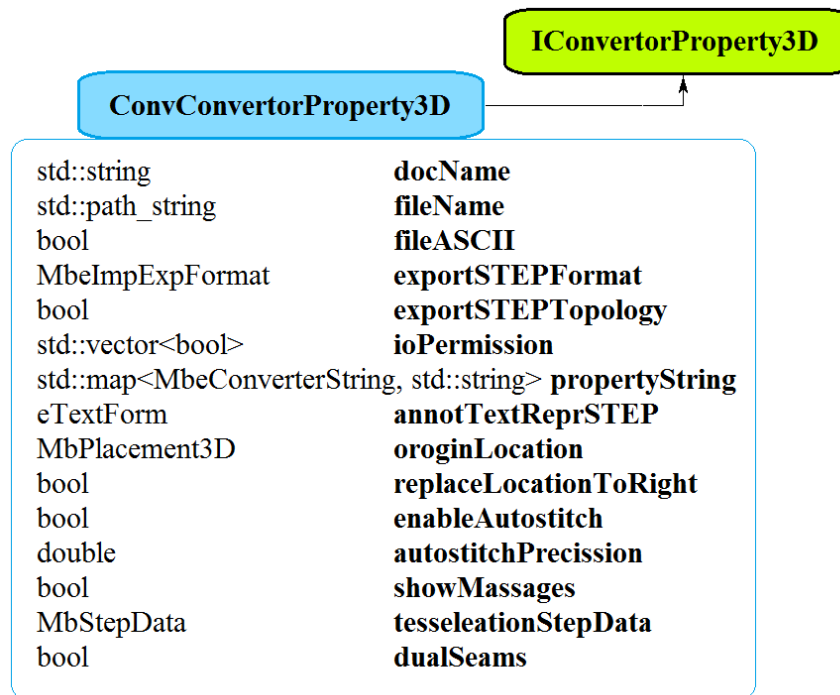 IConvertorProperty3D
ConvConvertorProperty3D
std::string docName
std::path_string fileName
bool fileASCII
MbeImpExpFormat exportSTEPFormat
bool exportSTEPTopology
std::vector<bool> ioPermission
std::map<MbeConverterString, std::string> propertyString
eTextForm annotTextReprSTEP
MbPlacement3D oroginLocation
bool replaceLocationToRight
bool enableAutostitch
double autostitchPrecission
bool showMassages
MbStepData tesseleationStepData
bool dualSeams